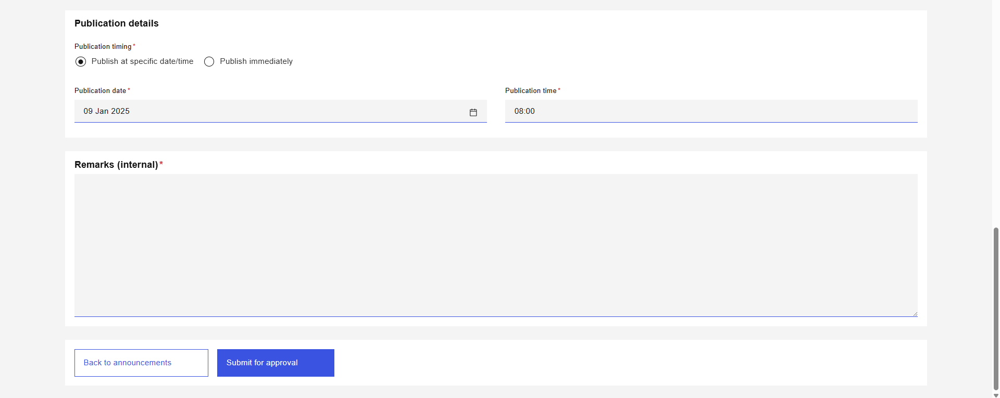 Publication details
Publication timing*
Publish at specific date/time Publish immediately
Publication date* Publication time*
09 Jan 2025 08:00
Remarks (internal)*
Back to announcements Submit for approval